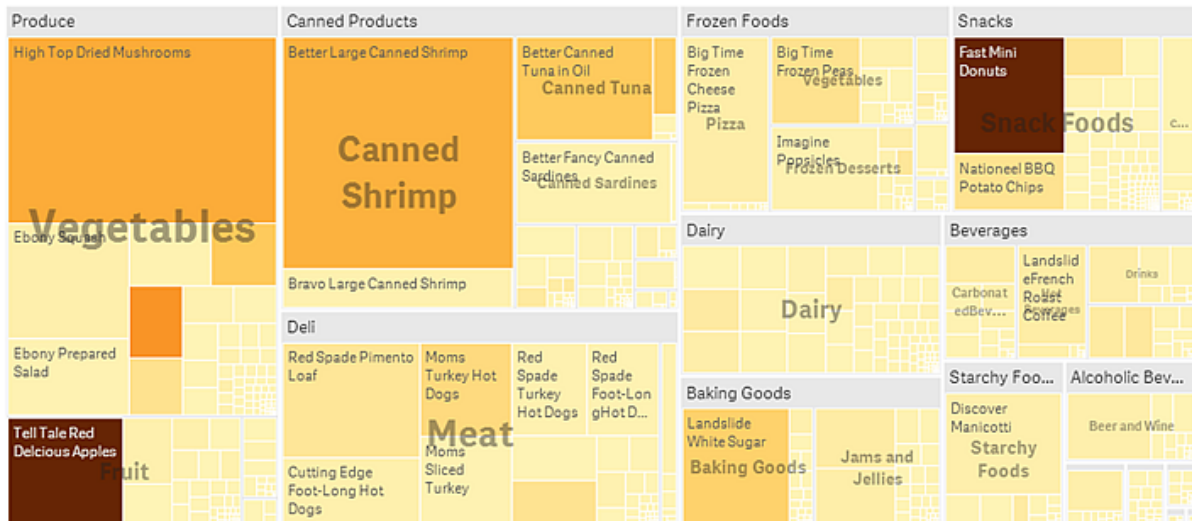 Produce
High Top Dried Mushrooms
Vegetables
Ebony Squash
Ebony Prepared
Salad
Tell Tale Red
Delcious Apples
Fruit
Canned Products
Better Large Canned Shrimp
Canned
Shrimp
Bravo Large Canned Shrimp
Better Canned
Tuna in Oil
Canned Tuna
Better Fancy Canned
Sardines
Canned Sardines
Deli
Red Spade Pimento
Loaf
Cutting Edge
Foot-Long Hot
Dogs
Moms
Turkey Hot
Dogs
Meat
Moms
Sliced
Turkey
Red
Spade
Turkey
Hot Dogs
Red
Spade
Foot-Lon
gHot D...
Frozen Foods
Big Time
Frozen
Cheese
Pizza
Pizza
Big Time
Frozen Peas
Vegetables
Imagine
Popsicles
Frozen Desserts
Dairy
Dairy
Baking Goods
Landslide
White Sugar
Baking Goods
Jams and
Jellies
Snacks
Fast Mini
Donuts
Snack Foods
Nationeel BBQ
Potato Chips
c...
Beverages
Carbonat
edBev...
Landslid
eFrench
Roast
Coffee
Hot
Beverages
Drinks
Starchy Foo...
Discover
Manicotti
Starchy
Foods
Alcoholic Bev...
Beer and Wine